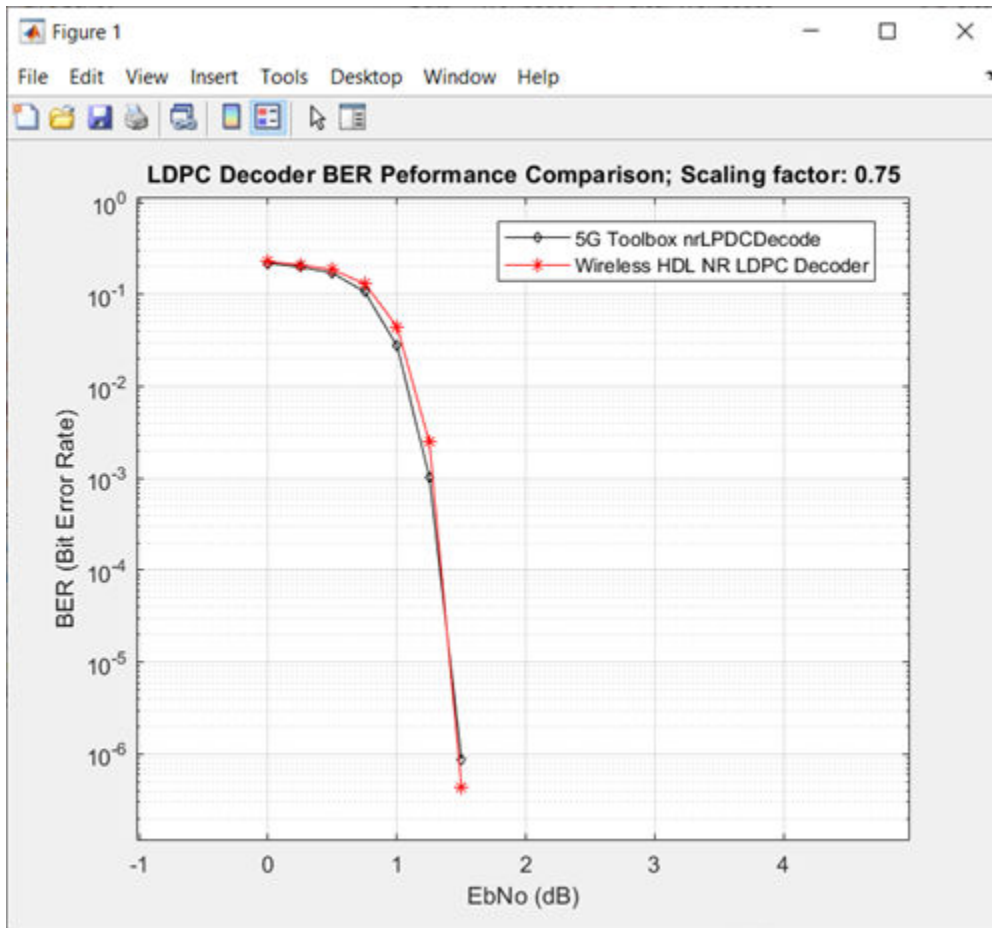 Figure 1
File Edit View Insert Tools Desktop Window Help
LDPC Decoder BER Peformance Comparison; Scaling factor: 0.75
5G Toolbox nrLPDCDecode
Wireless HDL NR LDPC Decoder
BER (Bit Error Rate)
10^0
10^-1
10^-2
10^-3
10^-4
10^-5
10^-6
-1 0 1 2 3 4
EbNo (dB)